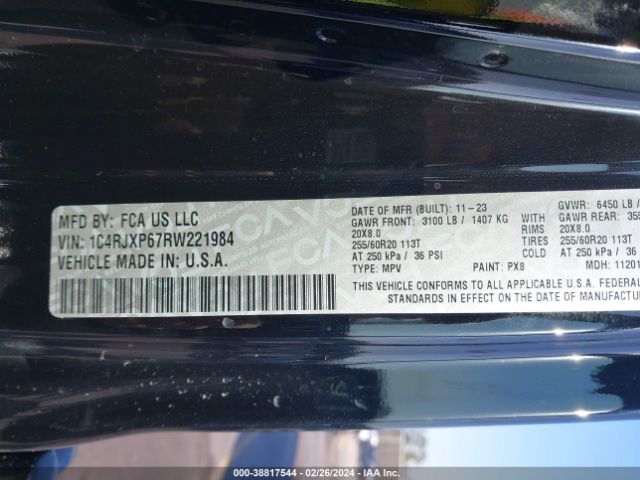 MFD BY: FCA US LLC
VIN: 1C4RJXP67RW221984
VEHICLE MADE IN: U.S.A.
DATE OF MFR (BUILT): 11-23
GAWR FRONT: 3100 LB / 1407 KG
20X8.0
255/60R20 113T
AT 250 kPa / 36 PSI
TYPE: MPV PAINT: PX8
GVWR: 6450 LB /
GAWR REAR:
WITH RIMS 20X8.0
TIRES 255/60R20 113T
COLD AT 250 kPa / 36
MDH:
THIS VEHICLE CONFORMS TO ALL APPLICABLE U.S.A. FEDERAL
STANDARDS IN EFFECT ON THE DATE OF MANUFACTUR
000-38817544 - 02/26/2024 - IAA Inc.